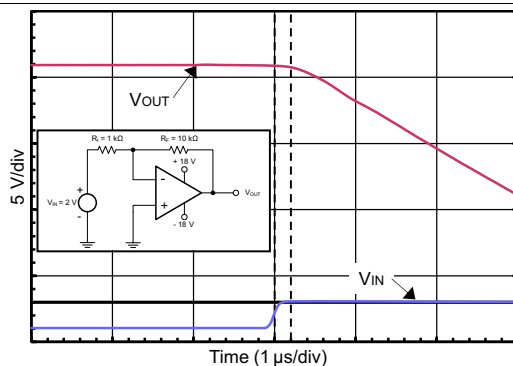 5 V/div
VOUT
RI = 1 kΩ
RF = 10 kΩ
+ 18 V
-
+
VIN = 2 V
+
-
VOUT
- 18 V
VIN
Time (1 µs/div)